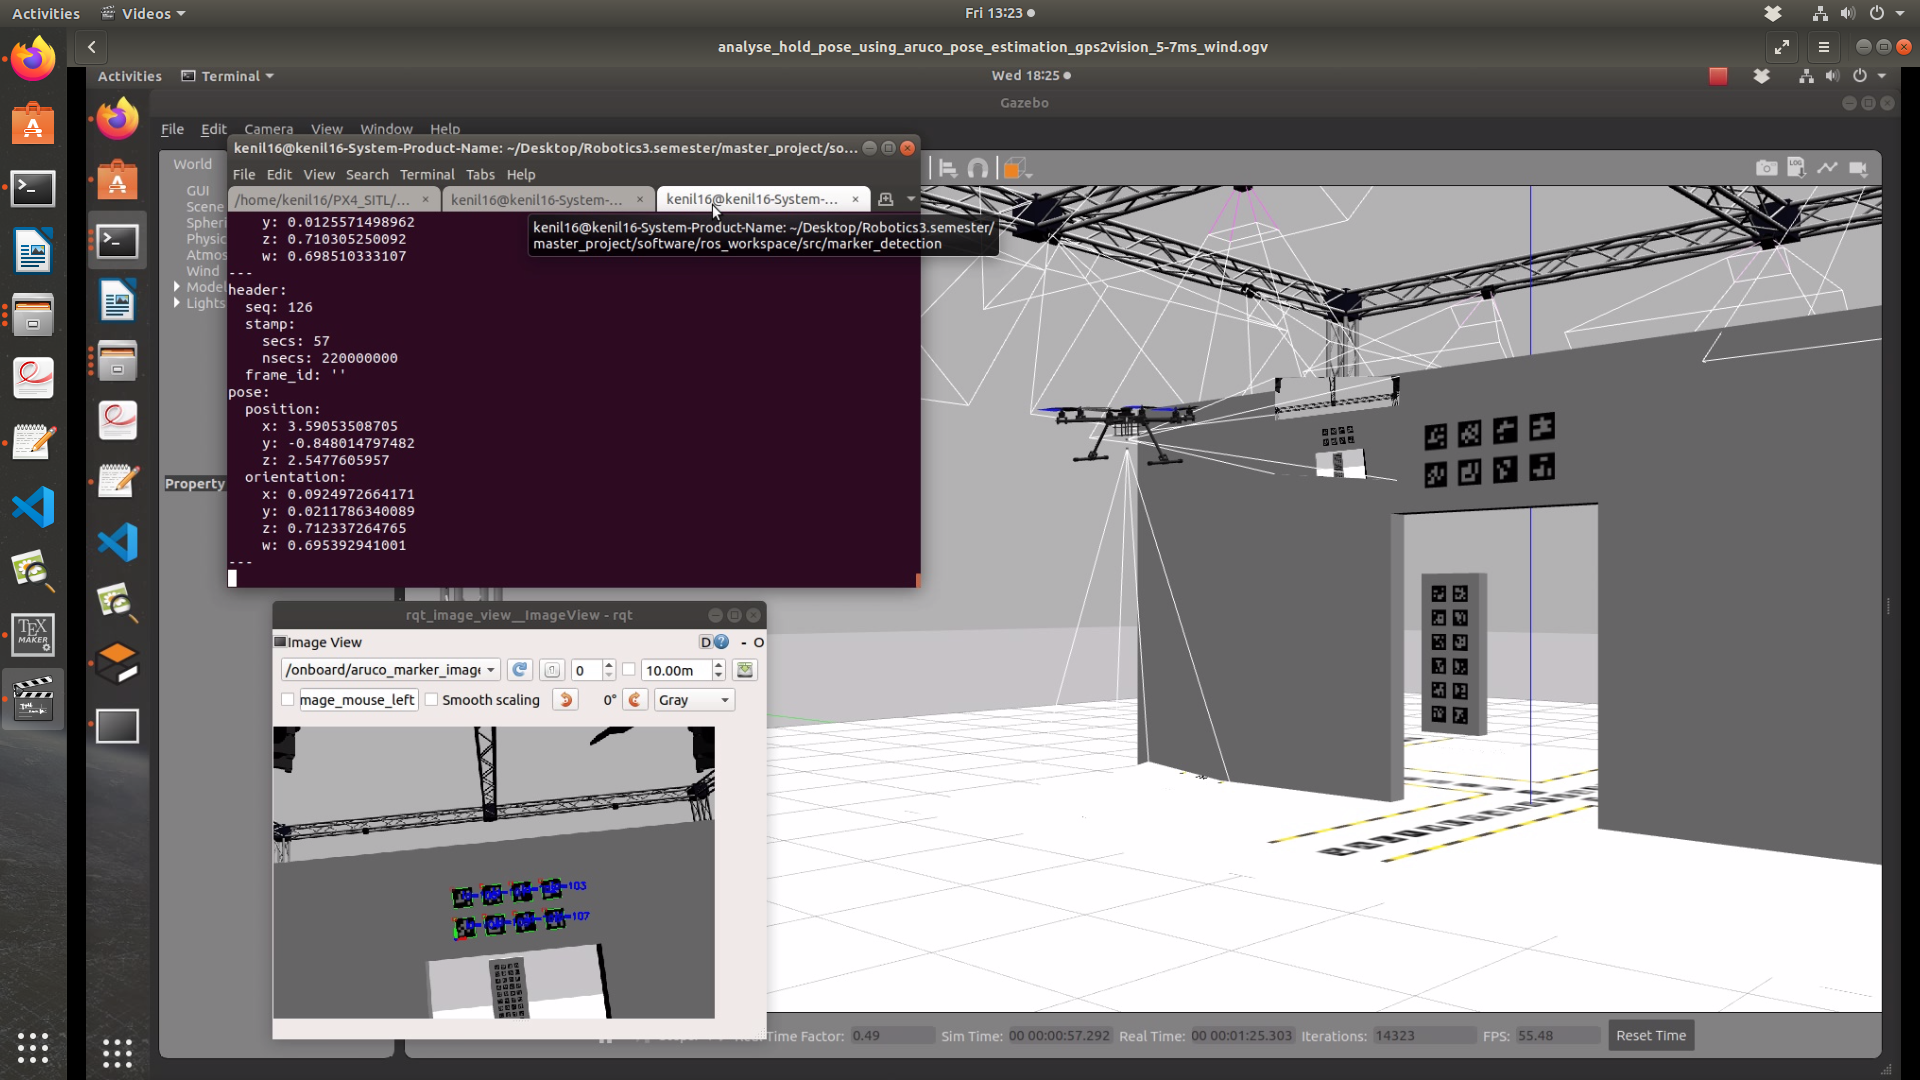 Activities Videos Fri 13:23
analyse_hold_pose_using_aruco_pose_estimation_gps2vision_5-7ms_wind.ogv
Activities Terminal Wed 18:25
Gazebo
File Edit Camera View Window Help
World
GUI
Scene
Spheri
Physic
Atmos
Wind
Model
Lights
Property
kenil16@kenil16-System-Product-Name: ~/Desktop/Robotics3.semester/master_project/so...
File Edit View Search Terminal Tabs Help
/home/kenil16/PX4_SITL/... kenil16@kenil16-System-... kenil16@kenil16-System-...
kenil16@kenil16-System-Product-Name: ~/Desktop/Robotics3.semester/
master_project/software/ros_workspace/src/marker_detection
y: 0.0125571498962
z: 0.710305250092
w: 0.698510333107
---
header:
seq: 126
stamp:
secs: 57
nsecs: 220000000
frame_id: ''
pose:
position:
x: 3.59053508705
y: -0.848014797482
z: 2.5477605957
orientation:
x: 0.0924972664171
y: 0.0211786340089
z: 0.712337264765
w: 0.695392941001
---
rqt_image_view__ImageView - rqt
Image View D - O
/onboard/aruco_marker_image 0 10.00m
mage_mouse_left Smooth scaling 0° Gray
103
107
Time Factor: 0.49 Sim Time: 00 00:00:57.292 Real Time: 00 00:01:25.303 Iterations: 14323 FPS: 55.48 Reset Time
LOG
TEX
MAKER